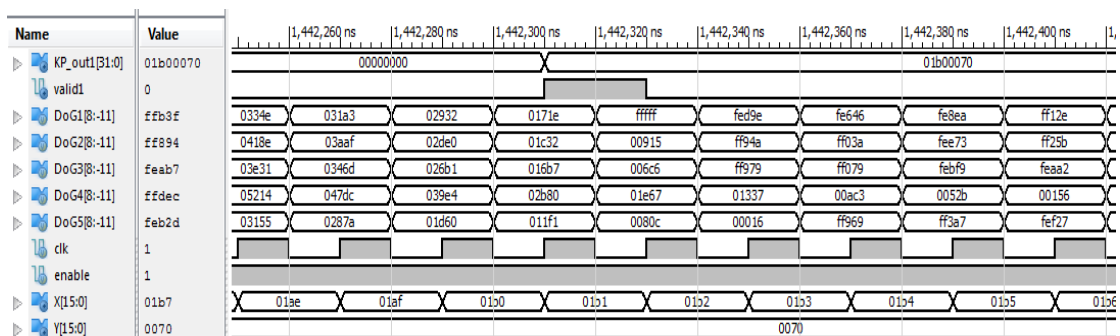 Name Value 1,442,260 ns 1,442,280 ns 1,442,300 ns 1,442,320 ns 1,442,340 ns 1,442,360 ns 1,442,380 ns 1,442,400 ns
KP_out1[31:0] 01b00070 00000000 01b00070
valid1 0
DoG1[8:-11] ffb3f 0334e 031a3 02932 0171e fffff fed9e fe646 fe8ea ff12e
DoG2[8:-11] ff894 0418e 03aaf 02de0 01c32 00915 ff94a ff03a fee73 ff25b
DoG3[8:-11] feab7 03e31 0346d 026b1 016b7 006c6 ff979 ff079 febf9 feaa2
DoG4[8:-11] ffdec 05214 047dc 039e4 02b80 01e67 01337 00ac3 0052b 00156
DoG5[8:-11] feb2d 03155 0287a 01d60 011f1 0080c 00016 ff969 ff3a7 fef27
clk 1
enable 1
X[15:0] 01b7 01ae 01af 01b0 01b1 01b2 01b3 01b4 01b5 01b6
Y[15:0] 0070 0070